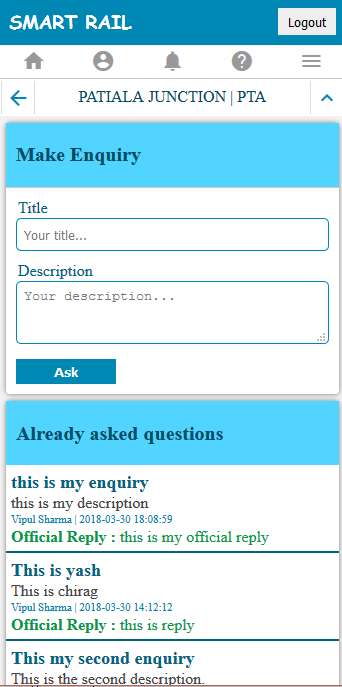 SMART RAIL
Logout
PATIALA JUNCTION | PTA
Make Enquiry
Title
Your title...
Description
Your description...
Ask
Already asked questions
this is my enquiry
this is my description
Vipul Sharma | 2018-03-30 18:08:59
Official Reply : this is my official reply
This is yash
This is chirag
Vipul Sharma | 2018-03-30 14:12:12
Official Reply : this is reply
This my second enquiry
This is the second description.